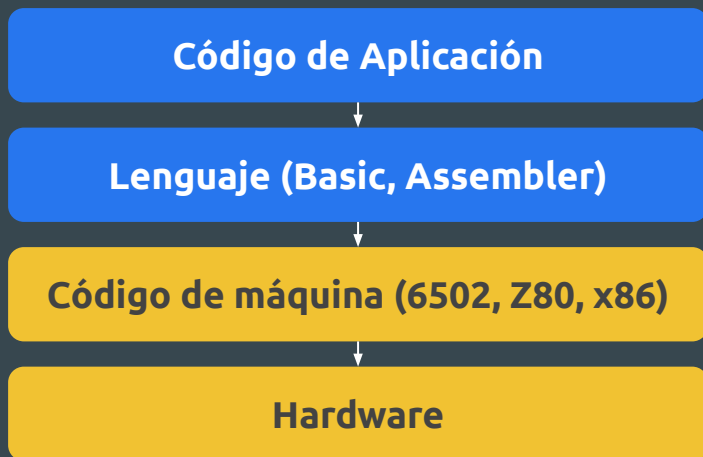 Código de Aplicación
Lenguaje (Basic, Assembler)
Código de máquina (6502, Z80, x86)
Hardware